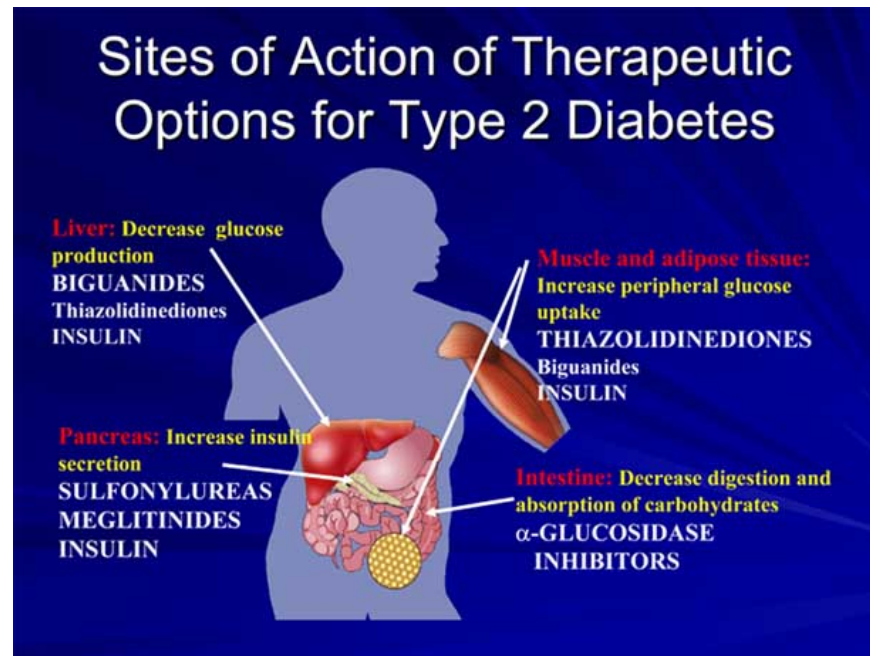 Sites of Action of Therapeutic
Options for Type 2 Diabetes
Liver: Decrease glucose
production
BIGUANIDES
Thiazolidinediones
INSULIN
Muscle and adipose tissue:
Increase peripheral glucose
uptake
THIAZOLIDINEDIONES
Biguanides
INSULIN
Pancreas: Increase insulin
secretion
SULFONYLUREAS
MEGLITINIDES
INSULIN
Intestine: Decrease digestion and
absorption of carbohydrates
α-GLUCOSIDASE
INHIBITORS